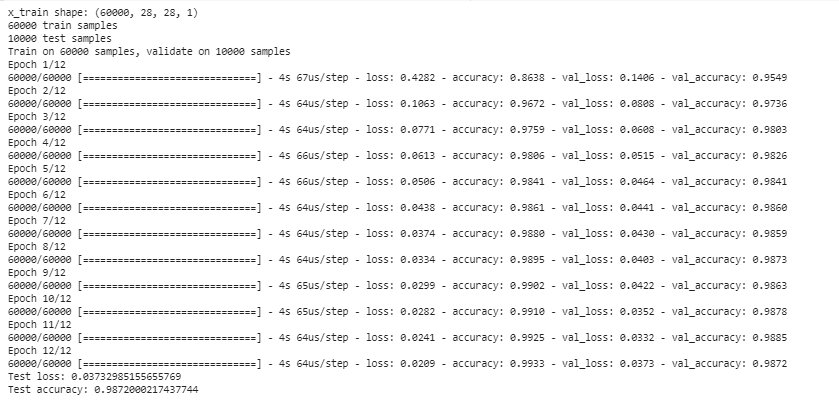 x_train shape: (60000, 28, 28, 1)
60000 train samples
10000 test samples
Train on 60000 samples, validate on 10000 samples
Epoch 1/12
60000/60000 [==============================] - 4s 67us/step - loss: 0.4282 - accuracy: 0.8638 - val_loss: 0.1406 - val_accuracy: 0.9549
Epoch 2/12
60000/60000 [==============================] - 4s 64us/step - loss: 0.1063 - accuracy: 0.9672 - val_loss: 0.0808 - val_accuracy: 0.9736
Epoch 3/12
60000/60000 [==============================] - 4s 64us/step - loss: 0.0771 - accuracy: 0.9759 - val_loss: 0.0608 - val_accuracy: 0.9803
Epoch 4/12
60000/60000 [==============================] - 4s 66us/step - loss: 0.0613 - accuracy: 0.9806 - val_loss: 0.0515 - val_accuracy: 0.9826
Epoch 5/12
60000/60000 [==============================] - 4s 66us/step - loss: 0.0506 - accuracy: 0.9841 - val_loss: 0.0464 - val_accuracy: 0.9841
Epoch 6/12
60000/60000 [==============================] - 4s 64us/step - loss: 0.0438 - accuracy: 0.9861 - val_loss: 0.0441 - val_accuracy: 0.9860
Epoch 7/12
60000/60000 [==============================] - 4s 64us/step - loss: 0.0374 - accuracy: 0.9880 - val_loss: 0.0430 - val_accuracy: 0.9859
Epoch 8/12
60000/60000 [==============================] - 4s 64us/step - loss: 0.0334 - accuracy: 0.9895 - val_loss: 0.0403 - val_accuracy: 0.9873
Epoch 9/12
60000/60000 [==============================] - 4s 65us/step - loss: 0.0299 - accuracy: 0.9902 - val_loss: 0.0422 - val_accuracy: 0.9863
Epoch 10/12
60000/60000 [==============================] - 4s 65us/step - loss: 0.0282 - accuracy: 0.9910 - val_loss: 0.0352 - val_accuracy: 0.9878
Epoch 11/12
60000/60000 [==============================] - 4s 64us/step - loss: 0.0241 - accuracy: 0.9925 - val_loss: 0.0332 - val_accuracy: 0.9885
Epoch 12/12
60000/60000 [==============================] - 4s 64us/step - loss: 0.0209 - accuracy: 0.9933 - val_loss: 0.0373 - val_accuracy: 0.9872
Test loss: 0.03732985155655769
Test accuracy: 0.9872000217437744